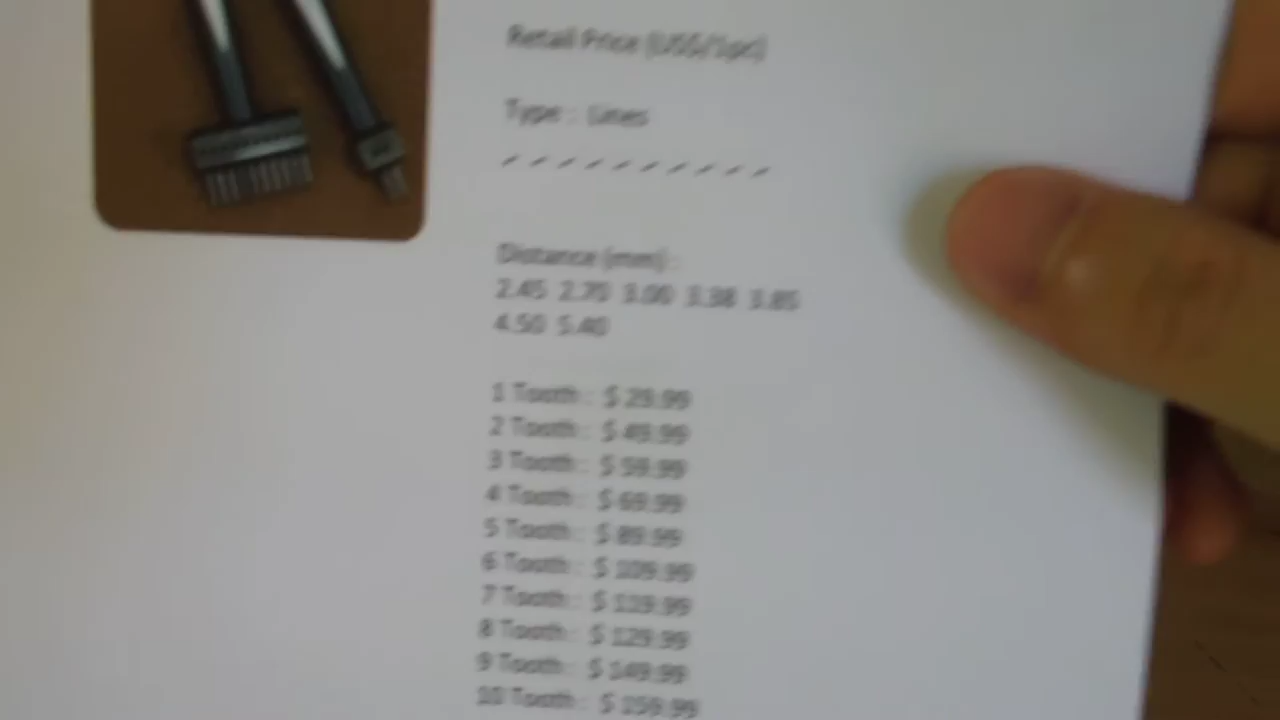 Retail Price (US$/1pc)
Type : Lines
Distance (mm) :
2.45 2.70 3.00 3.38 3.85
4.50 5.40
1 Tooth : $ 29.99
2 Tooth : $ 49.99
3 Tooth : $ 59.99
4 Tooth : $ 69.99
5 Tooth : $ 89.99
6 Tooth : $ 109.99
7 Tooth : $ 119.99
8 Tooth : $ 129.99
9 Tooth : $ 149.99
10 Tooth : $ 159.99